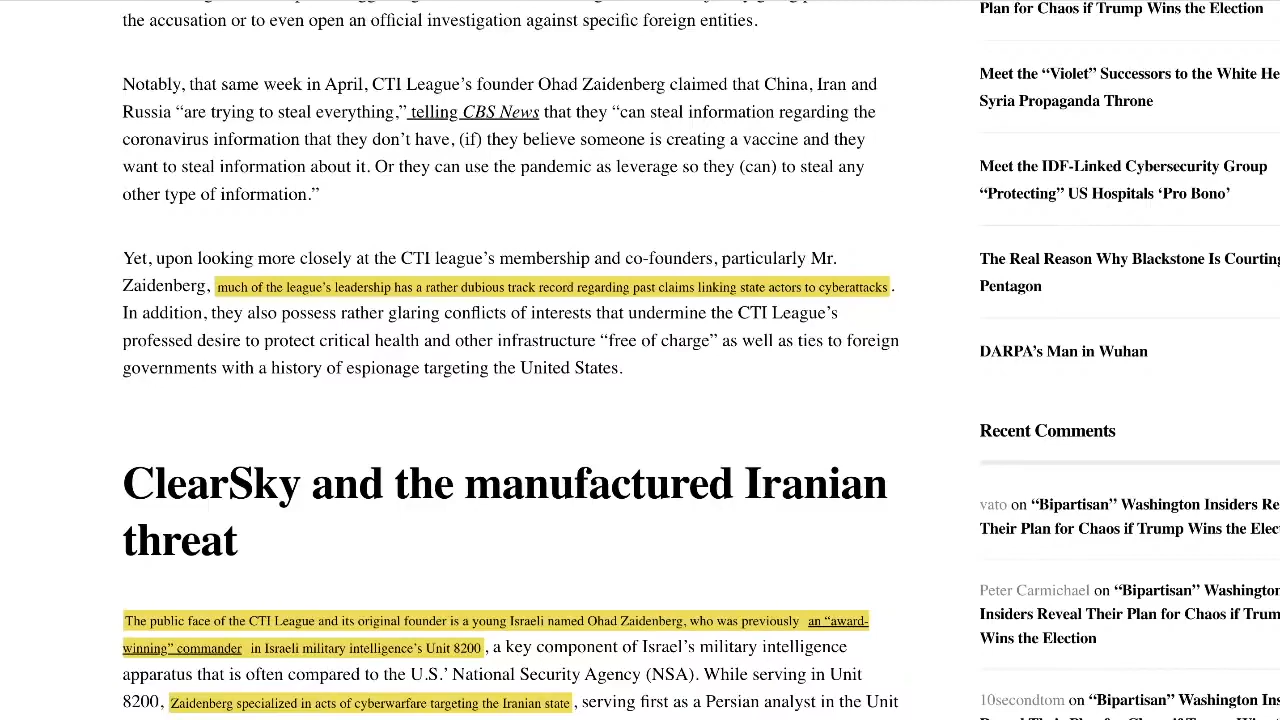 the accusation or to even open an official investigation against specific foreign entities.
Notably, that same week in April, CTI League’s founder Ohad Zaidenberg claimed that China, Iran and
Russia “are trying to steal everything,” telling CBS News that they “can steal information regarding the
coronavirus information that they don’t have, (if) they believe someone is creating a vaccine and they
want to steal information about it. Or they can use the pandemic as leverage so they (can) to steal any
other type of information.”
Yet, upon looking more closely at the CTI league’s membership and co-founders, particularly Mr.
Zaidenberg, much of the league’s leadership has a rather dubious track record regarding past claims linking state actors to cyberattacks .
In addition, they also possess rather glaring conflicts of interests that undermine the CTI League’s
professed desire to protect critical health and other infrastructure “free of charge” as well as ties to foreign
governments with a history of espionage targeting the United States.
ClearSky and the manufactured Iranian
threat
The public face of the CTI League and its original founder is a young Israeli named Ohad Zaidenberg, who was previously an “award-
winning” commander in Israeli military intelligence’s Unit 8200 , a key component of Israel’s military intelligence
apparatus that is often compared to the U.S.’ National Security Agency (NSA). While serving in Unit
8200, Zaidenberg specialized in acts of cyberwarfare targeting the Iranian state , serving first as a Persian analyst in the Unit
Plan for Chaos if Trump Wins the Election
Meet the “Violet” Successors to the White He
Syria Propaganda Throne
Meet the IDF-Linked Cybersecurity Group
“Protecting” US Hospitals ‘Pro Bono’
The Real Reason Why Blackstone Is Courting
Pentagon
DARPA’s Man in Wuhan
Recent Comments
vato on “Bipartisan” Washington Insiders Re
Their Plan for Chaos if Trump Wins the Elec
Peter Carmichael on “Bipartisan” Washington
Insiders Reveal Their Plan for Chaos if Trum
Wins the Election
10secondtom on “Bipartisan” Washington In